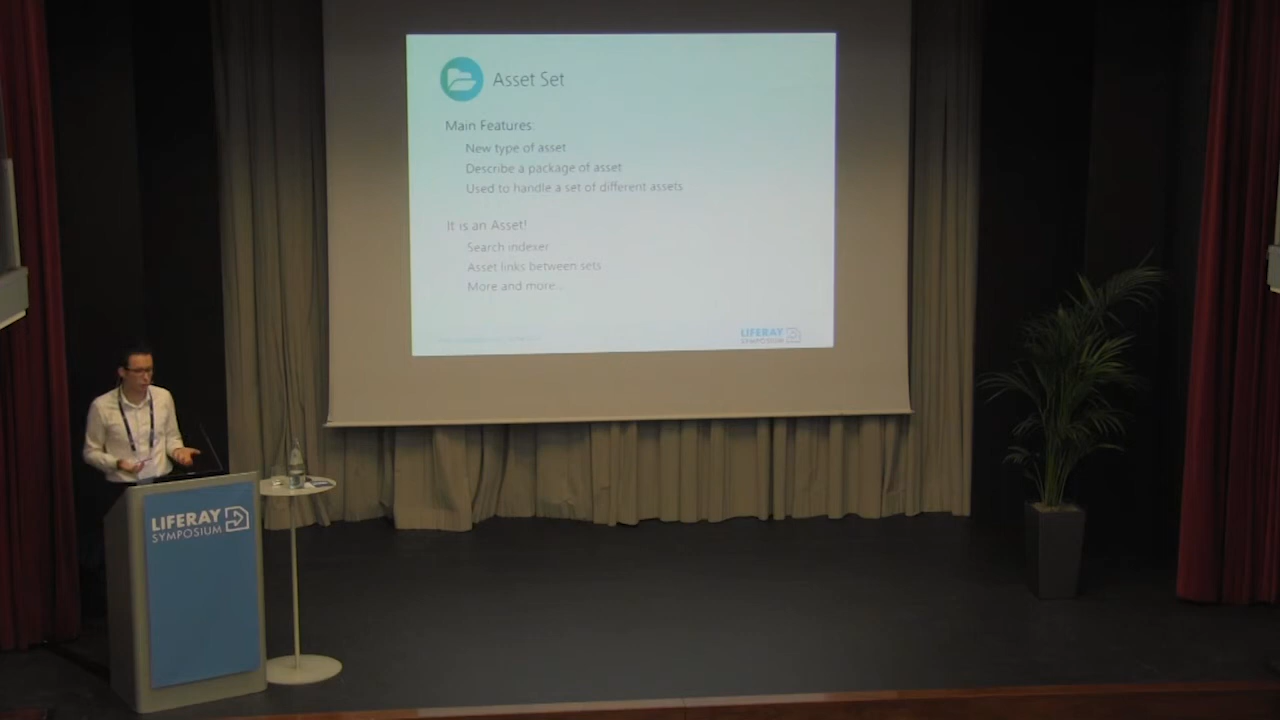 Asset Set
Main Features:
New type of asset
Describe a package of asset
Used to handle a set of different assets
It is an Asset!
Search indexer
Asset links between sets
More and more...
LIFERAY
SYMPOSIUM
LIFERAY
SYMPOSIUM